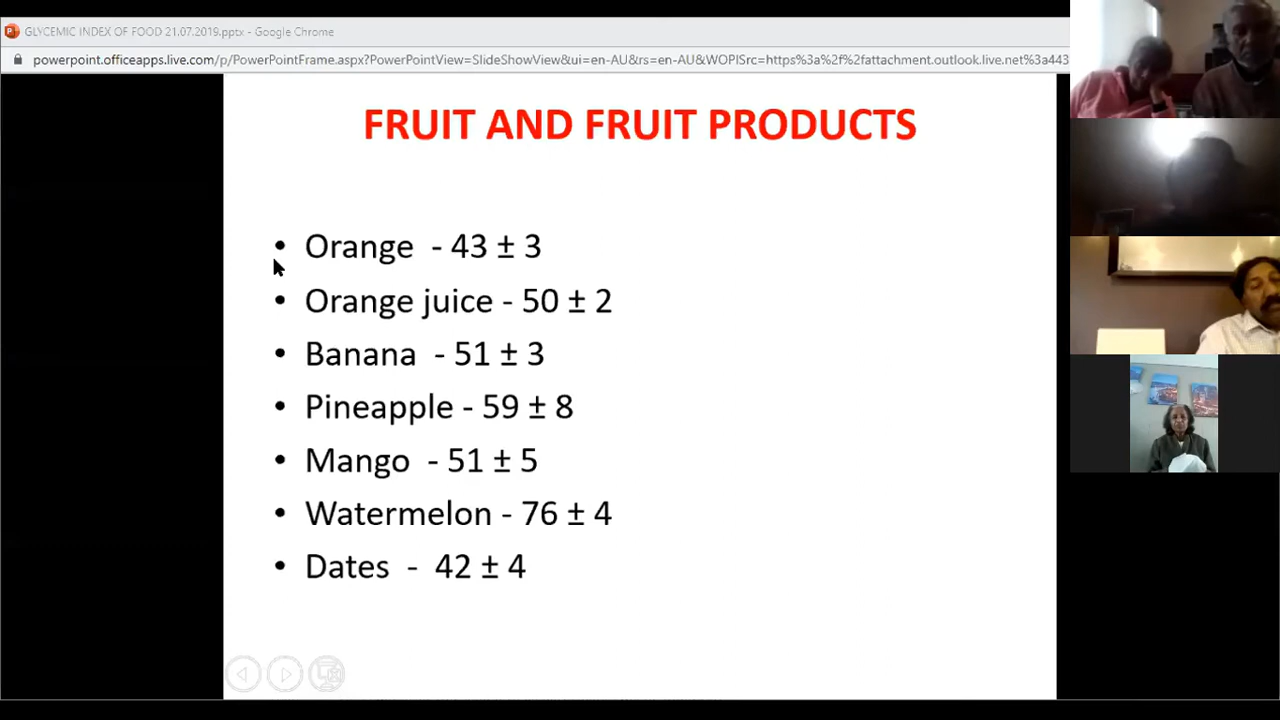 GLYCEMIC INDEX OF FOOD 21.07.2019.pptx - Google Chrome
powerpoint.officeapps.live.com/p/PowerPointFrame.aspx?PowerPointView=SlideShowView&ui=en-AU&rs=en-AU&WOPISrc=https%3a%2f%2fattachment.outlook.live.net%3a443
FRUIT AND FRUIT PRODUCTS
• Orange - 43 ± 3
• Orange juice - 50 ± 2
• Banana - 51 ± 3
• Pineapple - 59 ± 8
• Mango - 51 ± 5
• Watermelon - 76 ± 4
• Dates - 42 ± 4